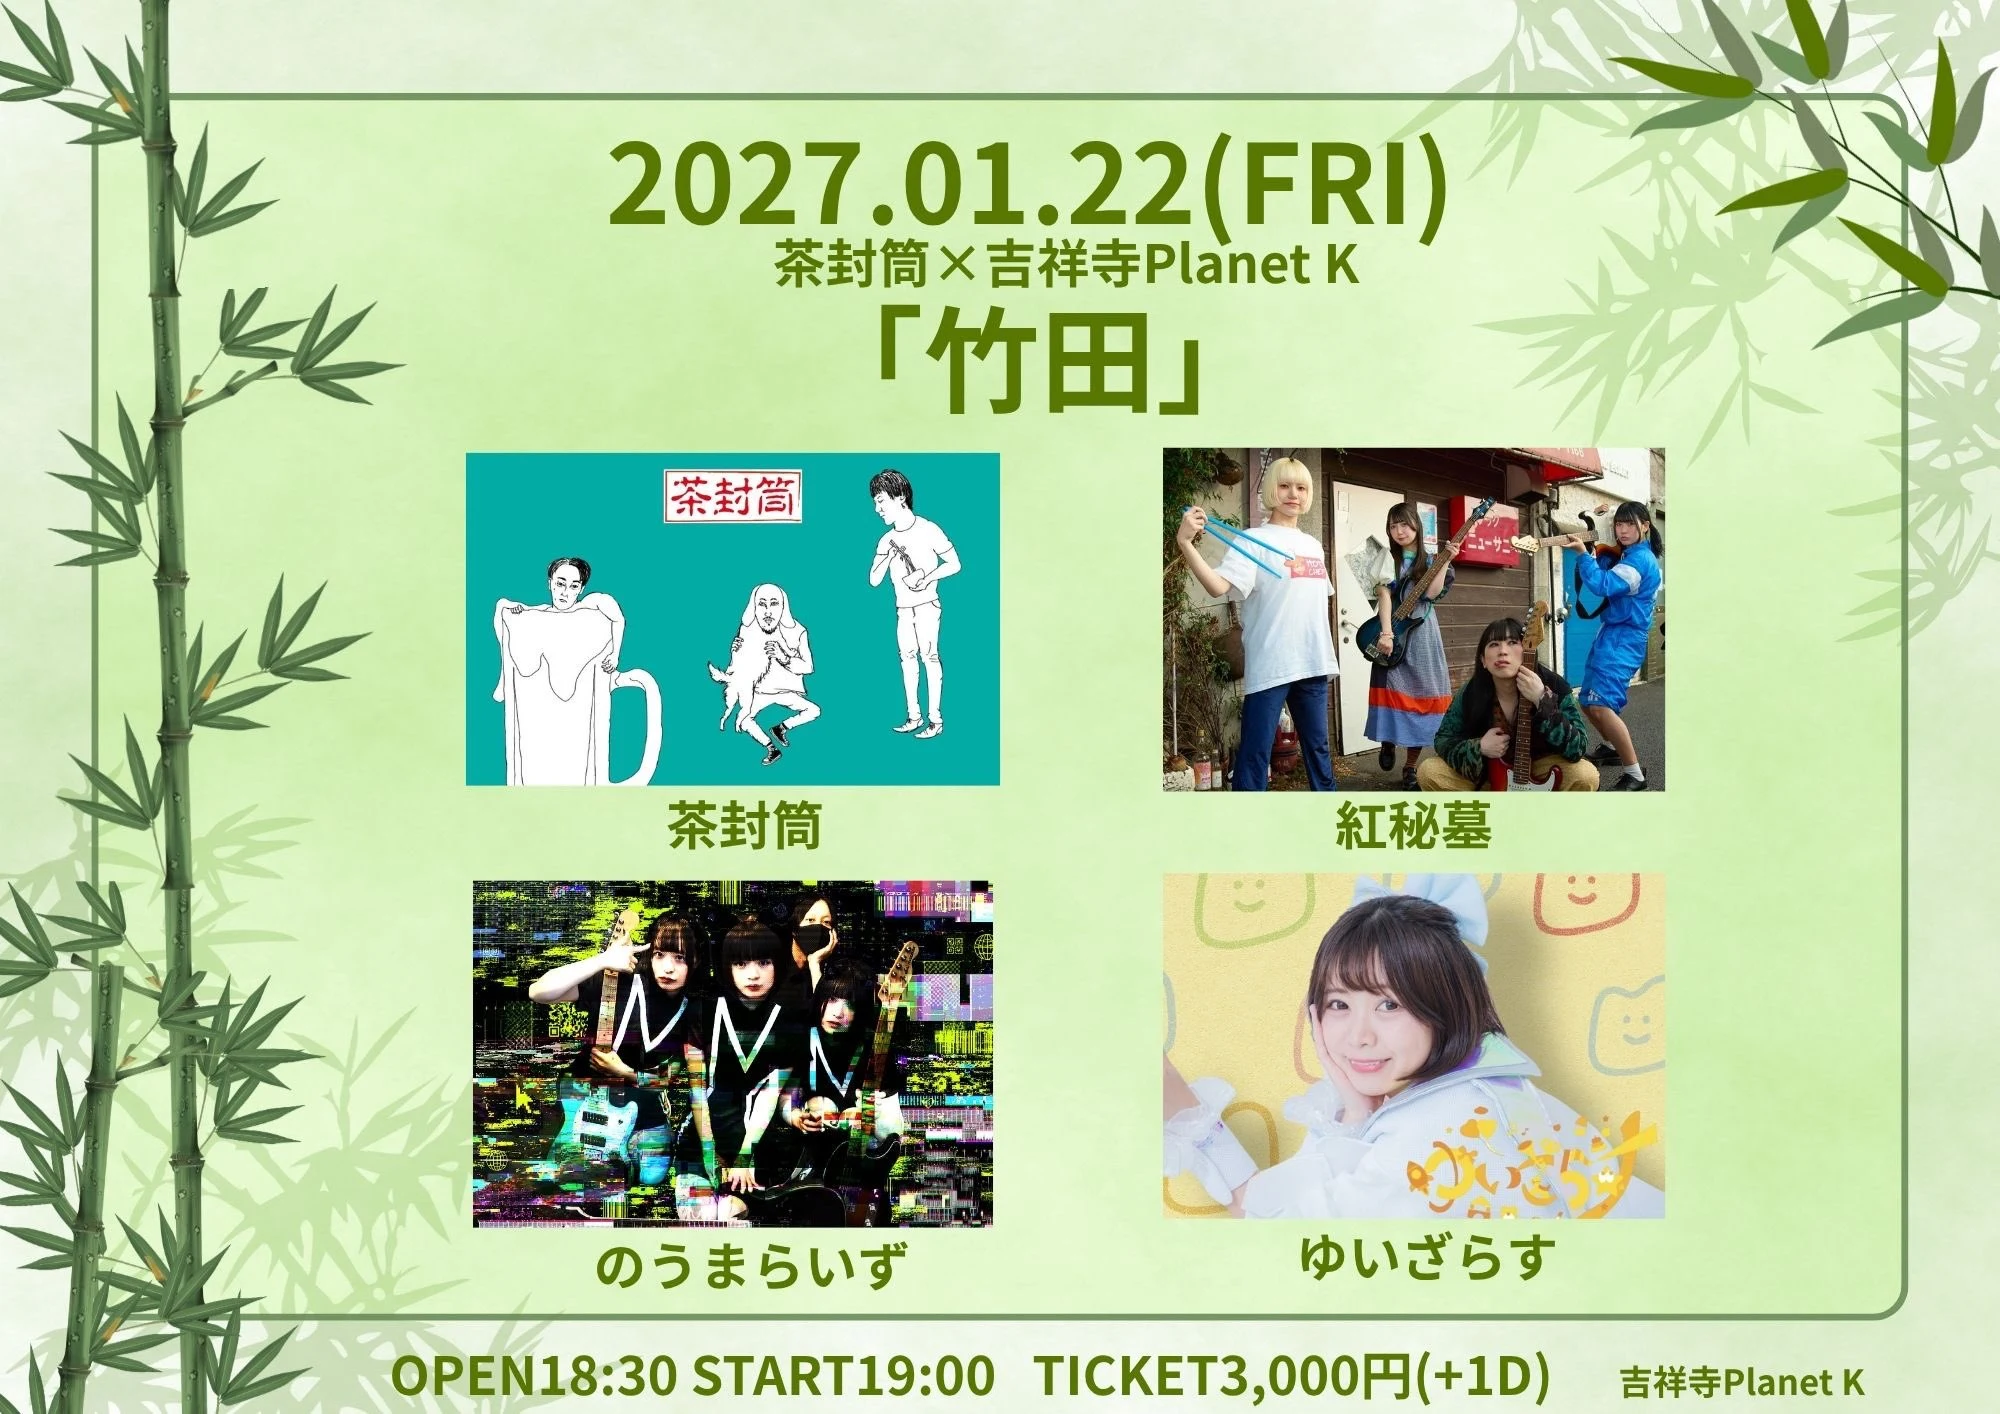 2027.01.22(FRI)
茶封筒×吉祥寺Planet K
「竹田」
茶封筒
茶封筒
紅秘墓
ゆいざらす
のうまらいず
ゆいざらす
OPEN18:30 START19:00 TICKET3,000円(+1D)
吉祥寺Planet K